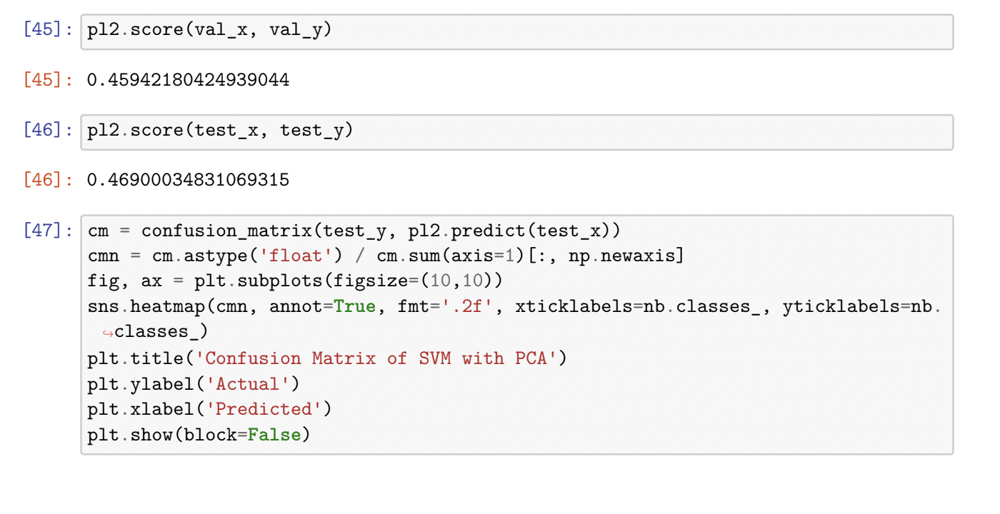 [45]: pl2.score(val_x, val_y)
[45]: 0.45942180424939044
[46]: pl2.score(test_x, test_y)
[46]: 0.46900034831069315
[47]: cm = confusion_matrix(test_y, pl2.predict(test_x))
cmn = cm.astype('float') / cm.sum(axis=1)[:, np.newaxis]
fig, ax = plt.subplots(figsize=(10,10))
sns.heatmap(cmn, annot=True, fmt='.2f', xticklabels=nb.classes_, yticklabels=nb.
↪classes_)
plt.title('Confusion Matrix of SVM with PCA')
plt.ylabel('Actual')
plt.xlabel('Predicted')
plt.show(block=False)